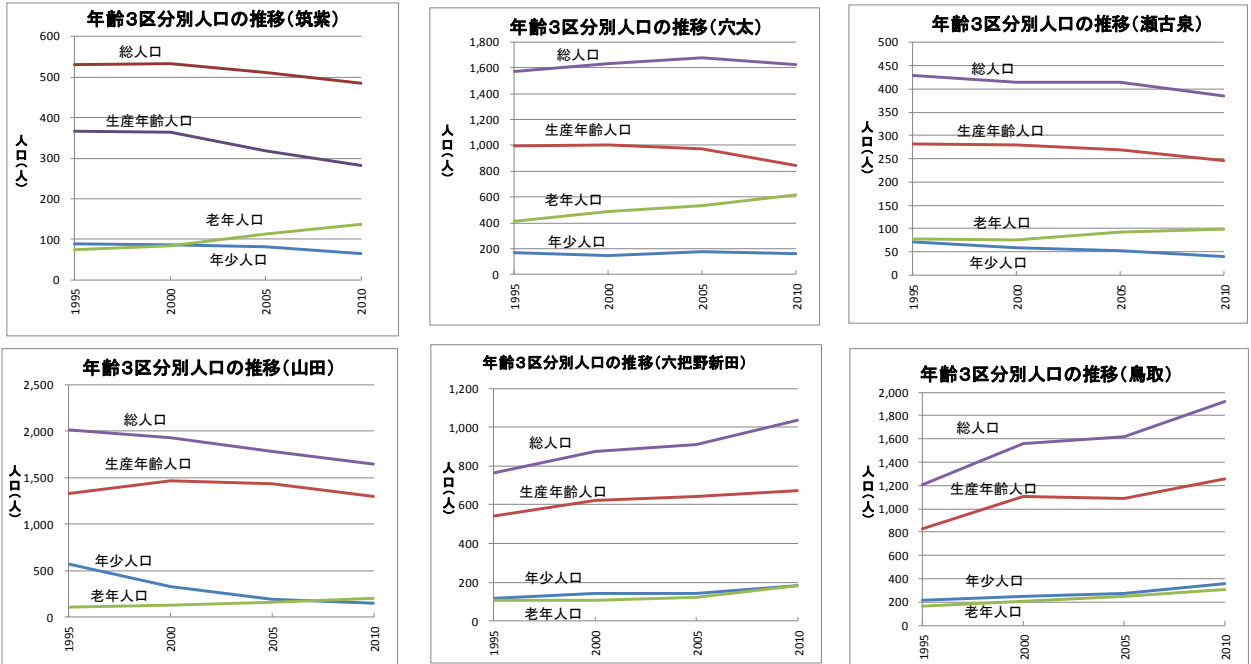 年齢3区分別人口の推移(筑紫)
人口(人)
600
500
400
300
200
100
0
総人口
生産年齢人口
老年人口
年少人口
1995
2000
2005
2010
年齢3区分別人口の推移(穴太)
人口(人)
1,800
1,600
1,400
1,200
1,000
800
600
400
200
0
総人口
生産年齢人口
老年人口
年少人口
1995
2000
2005
2010
年齢3区分別人口の推移(瀬古泉)
人口(人)
500
450
400
350
300
250
200
150
100
50
0
総人口
生産年齢人口
老年人口
年少人口
1995
2000
2005
2010
年齢3区分別人口の推移(山田)
人口(人)
2,500
2,000
1,500
1,000
500
0
総人口
生産年齢人口
年少人口
老年人口
1995
2000
2005
2010
年齢3区分別人口の推移(六把野新田)
人口(人)
1,200
1,000
800
600
400
200
0
総人口
生産年齢人口
年少人口
老年人口
1995
2000
2005
2010
年齢3区分別人口の推移(鳥取)
人口(人)
2,000
1,800
1,600
1,400
1,200
1,000
800
600
400
200
0
総人口
生産年齢人口
年少人口
老年人口
1995
2000
2005
2010